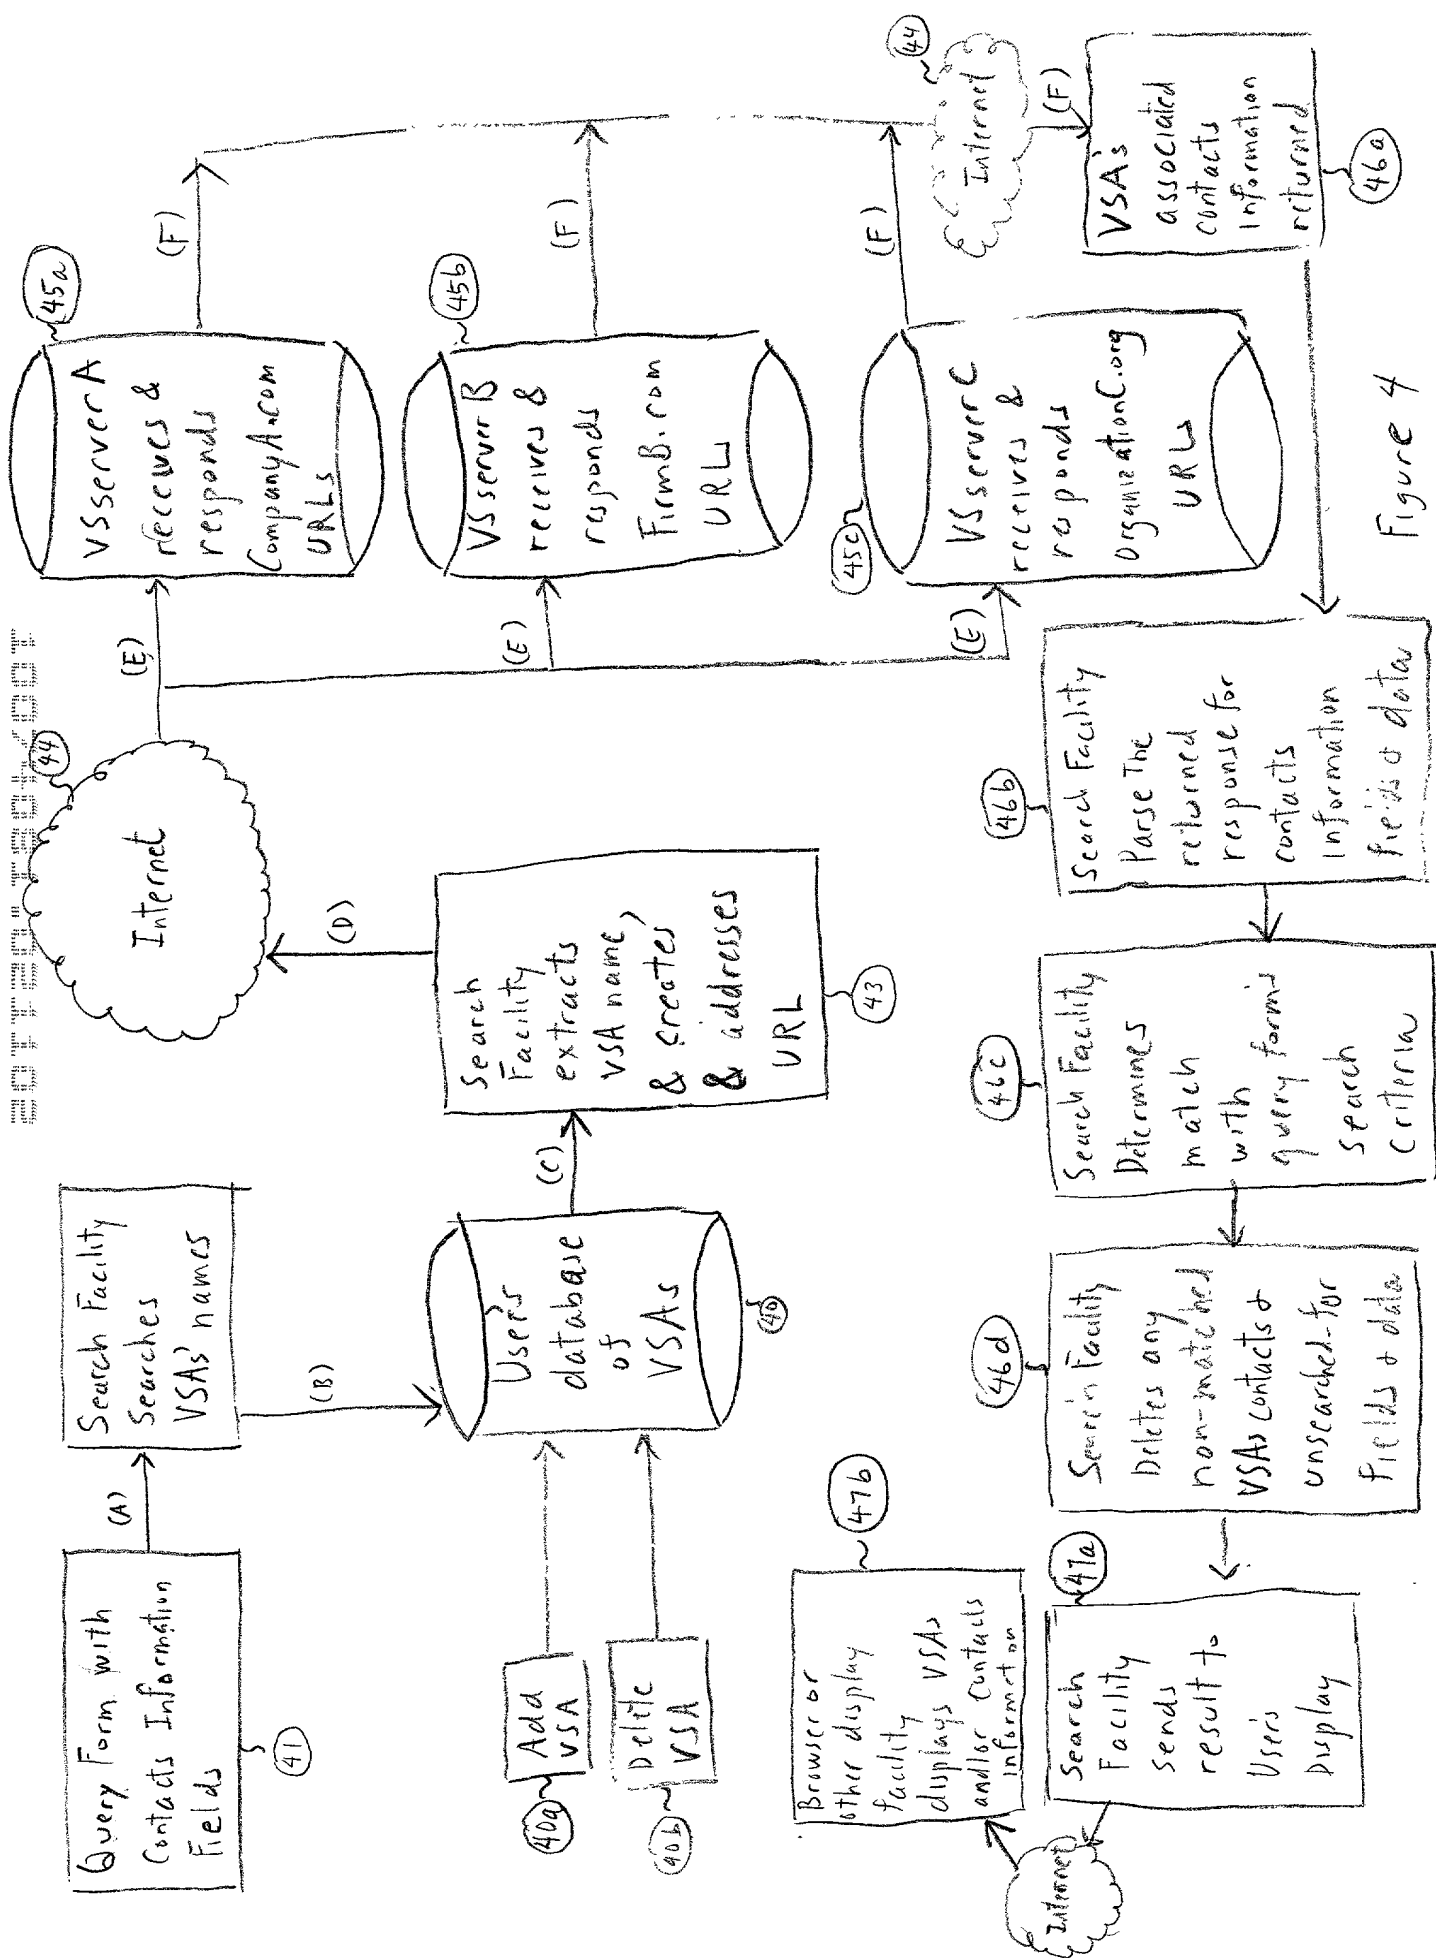 Query Form with
Contacts Information
Fields
41
(A)
Search Facility
Searches
VSAs' names
(B)
40a
Add
VSA
40b
Delete
VSA
User's
database
of
VSAs
40
(C)
Search
Facility
extracts
VSA name,
& creates
& addresses
URL
43
(D)
Internet
44
(E)
(E)
(E)
VSserver A
receives &
responds
CompanyA.com
URLs
45a
VSserver B
receives &
responds
FirmB.com
URLs
45b
VSserver C
receives &
responds
OrganizationC.org
URLs
45c
(F)
(F)
(F)
Internet
44
(F)
VSA's
associated
contacts
Information
returned
46a
Search Facility
Parse The
returned
response for
contacts
Information
fields & data
46b
Search Facility
Determines
match
with
query form's
Search
Criteria
46c
Search Facility
Deletes any
non-matched
VSAs contacts &
unsearched-for
Fields & data
46d
Search
Facility
sends
result to
User's
Display
47a
Internet
Browser or
other display
facility
displays VSAs
and/or contacts
Information
47b
Figure 4